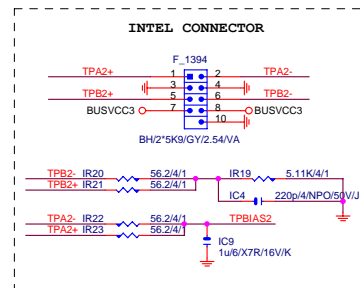 INTEL CONNECTOR
F_1394
TPA2+ 1 2 TPA2-
3 4
TPB2+ 5 6 TPB2-
BUSVCC3 7 8 BUSVCC3
10
BH/2*5K9/GY/2.54/VA
TPB2- IR20 56.2/4/1 IR19 5.11K/4/1
TPB2+ IR21 56.2/4/1
IC4 220p/4/NPO/50V/J
TPA2- IR22 56.2/4/1 TPBIAS2
TPA2+ IR23 56.2/4/1
IC9
1u/6/X7R/16V/K